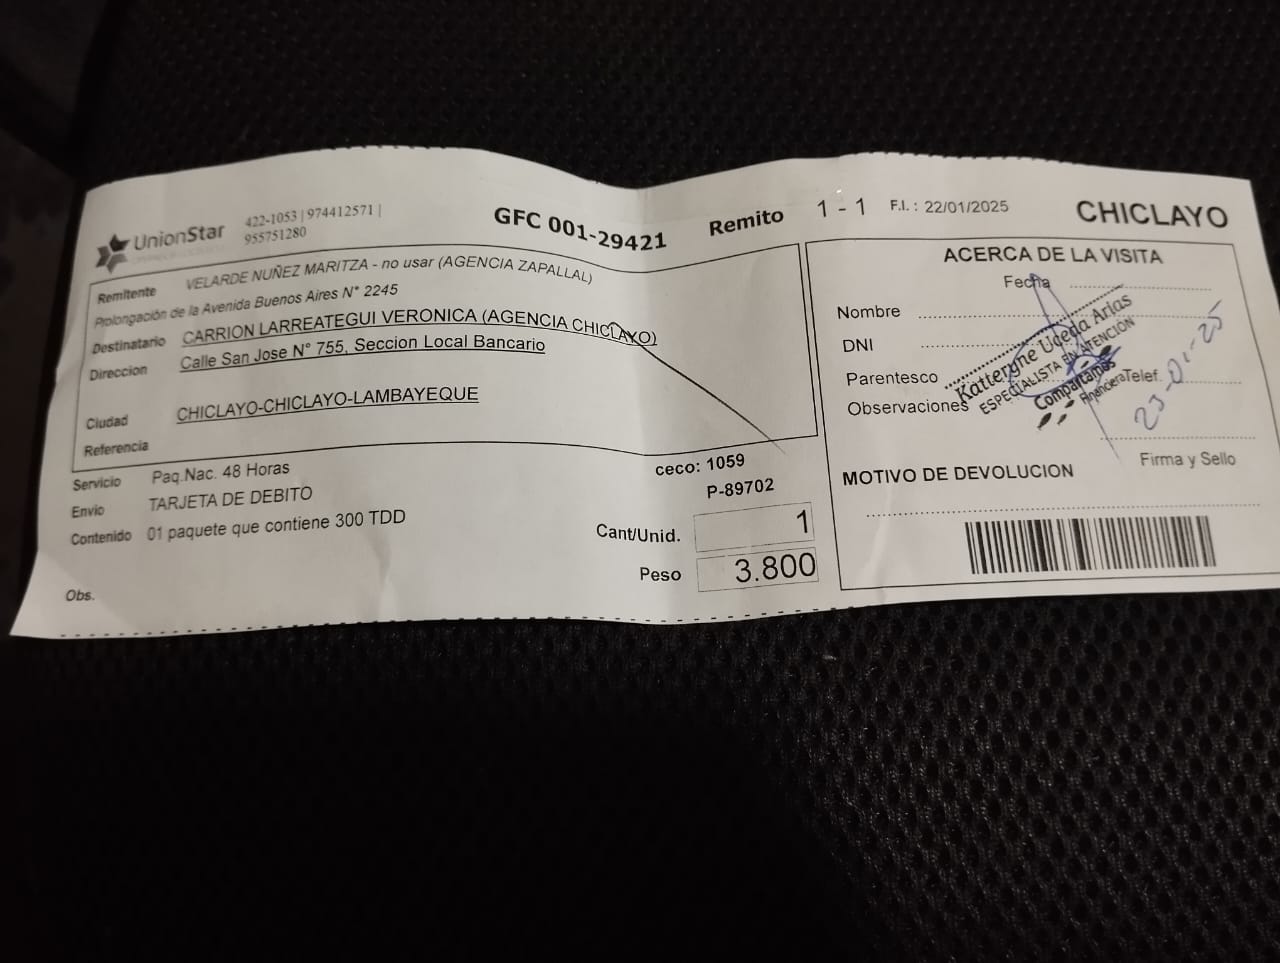 UnionStar
422-1053 | 974412571 |
955751280
GFC 001-29421
Remito
1 - 1
F.I. : 22/01/2025
CHICLAYO
Remitente VELARDE NUÑEZ MARITZA - no usar (AGENCIA ZAPALLAL)
Prolongación de la Avenida Buenos Aires N° 2245
Destinatario CARRION LARREATEGUI VERONICA (AGENCIA CHICLAYO)
Direccion Calle San Jose N° 755, Seccion Local Bancario
Ciudad CHICLAYO-CHICLAYO-LAMBAYEQUE
Referencia
Servicio Paq.Nac. 48 Horas
Envio TARJETA DE DEBITO
Contenido 01 paquete que contiene 300 TDD
Obs.
ceco: 1059
P-89702
Cant/Unid. 1
Peso 3.800
ACERCA DE LA VISITA
Fecha
Nombre
DNI
Parentesco
Telef.
Observaciones
Katteryne Uceda Arias
ESPECIALISTA EN ATENCIÓN
Compartamos
Financiera
23-01-25
Firma y Sello
MOTIVO DE DEVOLUCION